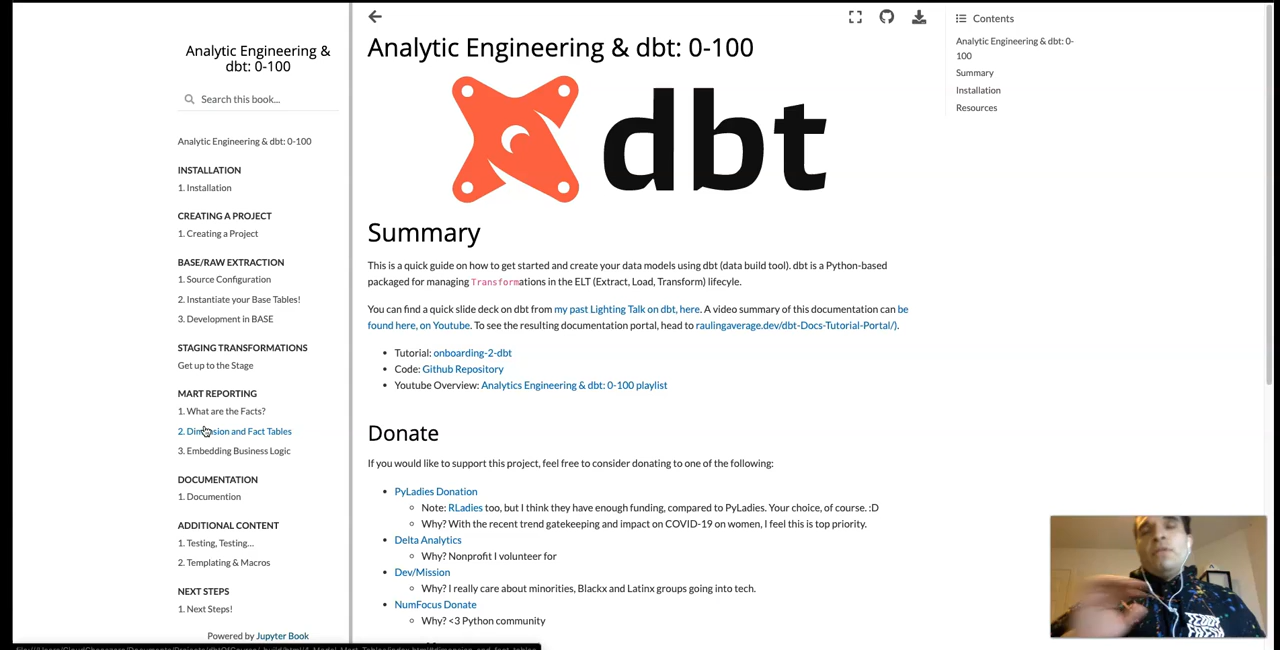 Analytic Engineering &
dbt: 0-100
Search this book...
Analytic Engineering & dbt: 0-100
INSTALLATION
1. Installation
CREATING A PROJECT
1. Creating a Project
BASE/RAW EXTRACTION
1. Source Configuration
2. Instantiate your Base Tables!
3. Development in BASE
STAGING TRANSFORMATIONS
Get up to the Stage
MART REPORTING
1. What are the Facts?
2. Dimension and Fact Tables
3. Embedding Business Logic
DOCUMENTATION
1. Documention
ADDITIONAL CONTENT
1. Testing, Testing...
2. Templating & Macros
NEXT STEPS
1. Next Steps!
Powered by Jupyter Book
Analytic Engineering & dbt: 0-100
dbt
Summary
This is a quick guide on how to get started and create your data models using dbt (data build tool). dbt is a Python-based
packaged for managing Transformations in the ELT (Extract, Load, Transform) lifecyle.
You can find a quick slide deck on dbt from my past Lighting Talk on dbt, here. A video summary of this documentation can be
found here, on Youtube. To see the resulting documentation portal, head to raulingaverage.dev/dbt-Docs-Tutorial-Portal/).
• Tutorial: onboarding-2-dbt
• Code: Github Repository
• Youtube Overview: Analytics Engineering & dbt: 0-100 playlist
Donate
If you would like to support this project, feel free to consider donating to one of the following:
• PyLadies Donation
Note: RLadies too, but I think they have enough funding, compared to PyLadies. Your choice, of course. :D
Why? With the recent trend gatekeeping and impact on COVID-19 on women, I feel this is top priority.
• Delta Analytics
Why? Nonprofit I volunteer for
• Dev/Mission
Why? I really care about minorities, Blackx and Latinx groups going into tech.
• NumFocus Donate
Why? <3 Python community
Contents
Analytic Engineering & dbt: 0-
100
Summary
Installation
Resources